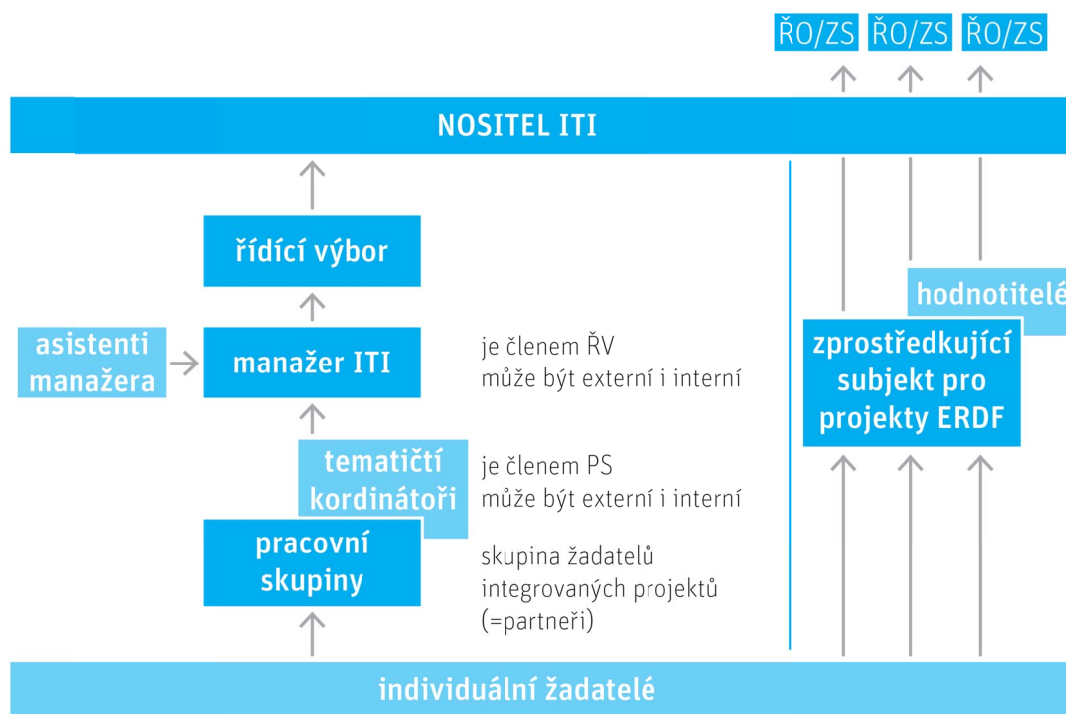 ŘO/ZS ŘO/ZS ŘO/ZS
NOSITEL ITI
řídící výbor
asistenti
manažera
manažer ITI
je členem ŘV
může být externí i interní
tematičtí
kordinátoři
je členem PS
může být externí i interní
pracovní
skupiny
skupina žadatelů
integrovaných projektů
(=partneři)
hodnotitelé
zprostředkující
subjekt pro
projekty ERDF
individuální žadatelé